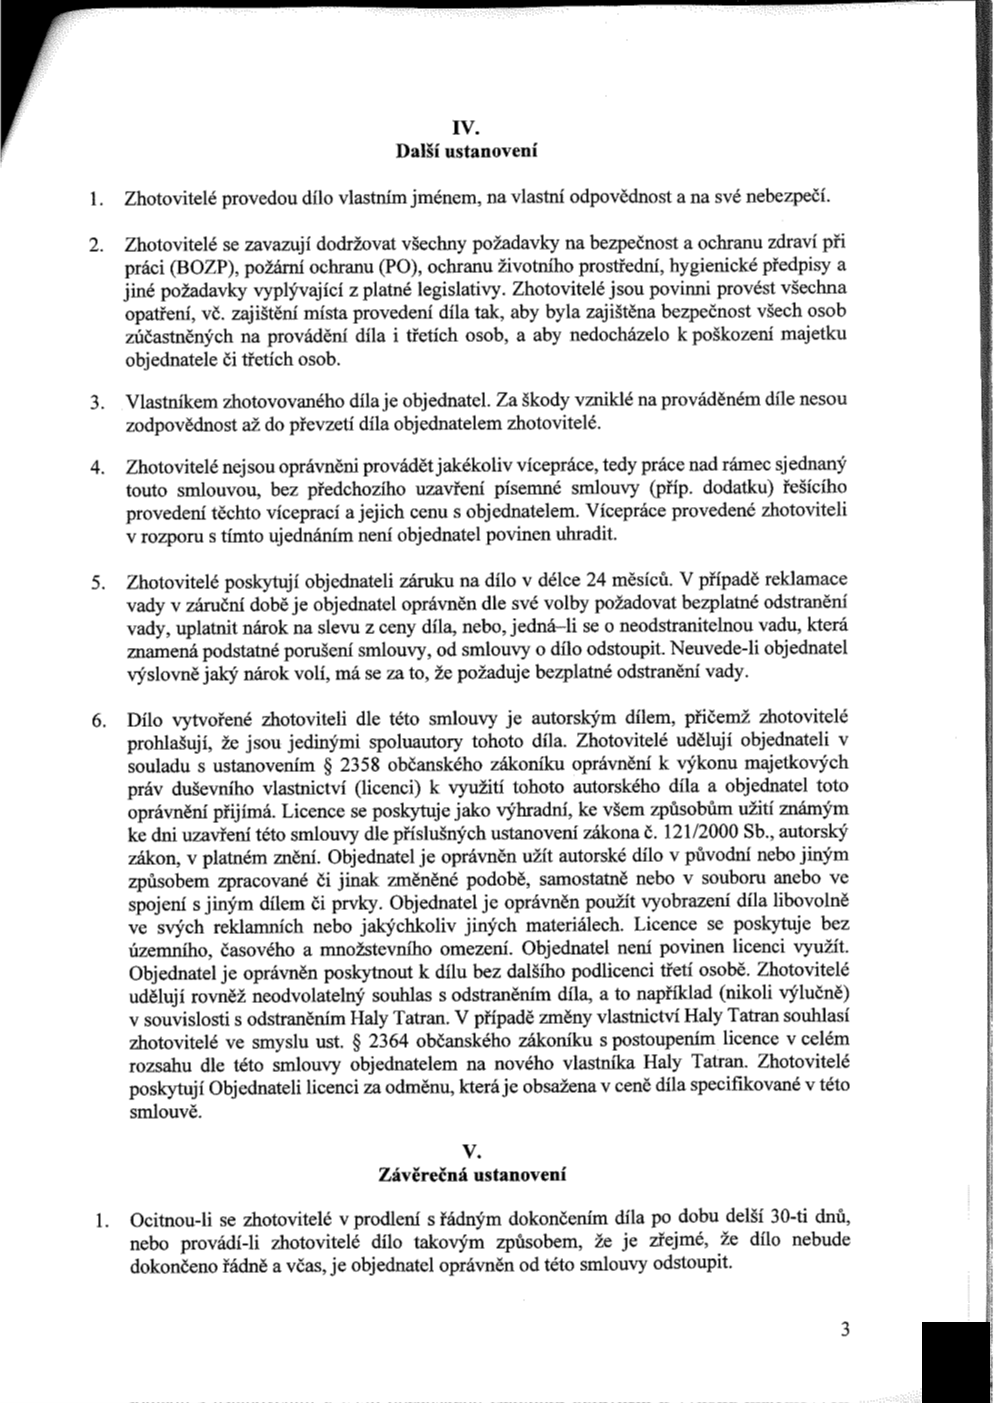 IV.
Další ustanovení
1. Zhotovitelé provedou dílo vlastním jménem, na vlastní odpovědnost a na své nebezpečí.
2. Zhotovitelé se zavazují dodržovat všechny požadavky na bezpečnost a ochranu zdraví při
práci (BOZP), požární ochranu (PO), ochranu životního prostřední, hygienické předpisy a
jiné požadavky vyplývající z platné legislativy. Zhotovitelé jsou povinni provést všechna
opatření, vč. zajištění místa provedení díla tak, aby byla zajištěna bezpečnost všech osob
zúčastněných na provádění díla i třetích osob, a aby nedocházelo k poškození majetku
objednatele či třetích osob.
3. Vlastníkem zhotovovaného díla je objednatel. Za škody vzniklé na prováděném díle nesou
zodpovědnost až do převzetí díla objednatelem zhotovitelé.
4. Zhotovitelé nejsou oprávněni provádět jakékoliv vícepráce, tedy práce nad rámec sjednaný
touto smlouvou, bez předchozího uzavření písemné smlouvy (příp. dodatku) řešícího
provedení těchto víceprací a jejich cenu s objednatelem. Vícepráce provedené zhotoviteli
v rozporu s tímto ujednáním není objednatel povinen uhradit.
5. Zhotovitelé poskytují objednateli záruku na dílo v délce 24 měsíců. V případě reklamace
vady v záruční době je objednatel oprávněn dle své volby požadovat bezplatné odstranění
vady, uplatnit nárok na slevu z ceny díla, nebo, jedná–li se o neodstranitelnou vadu, která
znamená podstatné porušení smlouvy, od smlouvy o dílo odstoupit. Neuvede-li objednatel
výslovně jaký nárok volí, má se za to, že požaduje bezplatné odstranění vady.
6. Dílo vytvořené zhotoviteli dle této smlouvy je autorským dílem, přičemž zhotovitelé
prohlašují, že jsou jedinými spoluautory tohoto díla. Zhotovitelé udělují objednateli v
souladu s ustanovením § 2358 občanského zákoníku oprávnění k výkonu majetkových
práv duševního vlastnictví (licenci) k využití tohoto autorského díla a objednatel toto
oprávnění přijímá. Licence se poskytuje jako výhradní, ke všem způsobům užití známým
ke dni uzavření této smlouvy dle příslušných ustanovení zákona č. 121/2000 Sb., autorský
zákon, v platném znění. Objednatel je oprávněn užít autorské dílo v původní nebo jiným
způsobem zpracované či jinak změněné podobě, samostatně nebo v souboru anebo ve
spojení s jiným dílem či prvky. Objednatel je oprávněn použít vyobrazení díla libovolně
ve svých reklamních nebo jakýchkoliv jiných materiálech. Licence se poskytuje bez
územního, časového a množstevního omezení. Objednatel není povinen licenci využít.
Objednatel je oprávněn poskytnout k dílu bez dalšího podlicenci třetí osobě. Zhotovitelé
udělují rovněž neodvolatelný souhlas s odstraněním díla, a to například (nikoli výlučně)
v souvislosti s odstraněním Haly Tatran. V případě změny vlastnictví Haly Tatran souhlasí
zhotovitelé ve smyslu ust. § 2364 občanského zákoníku s postoupením licence v celém
rozsahu dle této smlouvy objednatelem na nového vlastníka Haly Tatran. Zhotovitelé
poskytují Objednateli licenci za odměnu, která je obsažena v ceně díla specifikované v této
smlouvě.
V.
Závěrečná ustanovení
1. Ocitnou-li se zhotovitelé v prodlení s řádným dokončením díla po dobu delší 30-ti dnů,
nebo provádí-li zhotovitelé dílo takovým způsobem, že je zřejmé, že dílo nebude
dokončeno řádně a včas, je objednatel oprávněn od této smlouvy odstoupit.
3